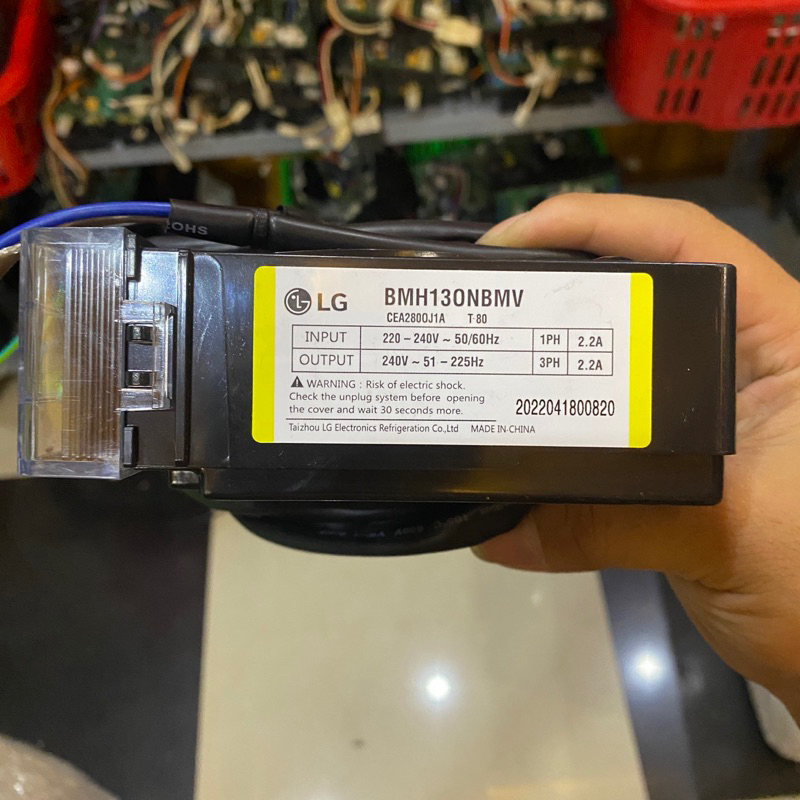 ROHS
LG BMH130NBMV
CEA2800J1A T·80
INPUT 220 – 240V ~ 50/60Hz 1PH 2.2A
OUTPUT 240V ~ 51 – 225Hz 3PH 2.2A
⚠ WARNING : Risk of electric shock.
Check the unplug system before opening
the cover and wait 30 seconds more.
2022041800820
Taizhou LG Electronics Refrigeration Co.,Ltd MADE IN-CHINA